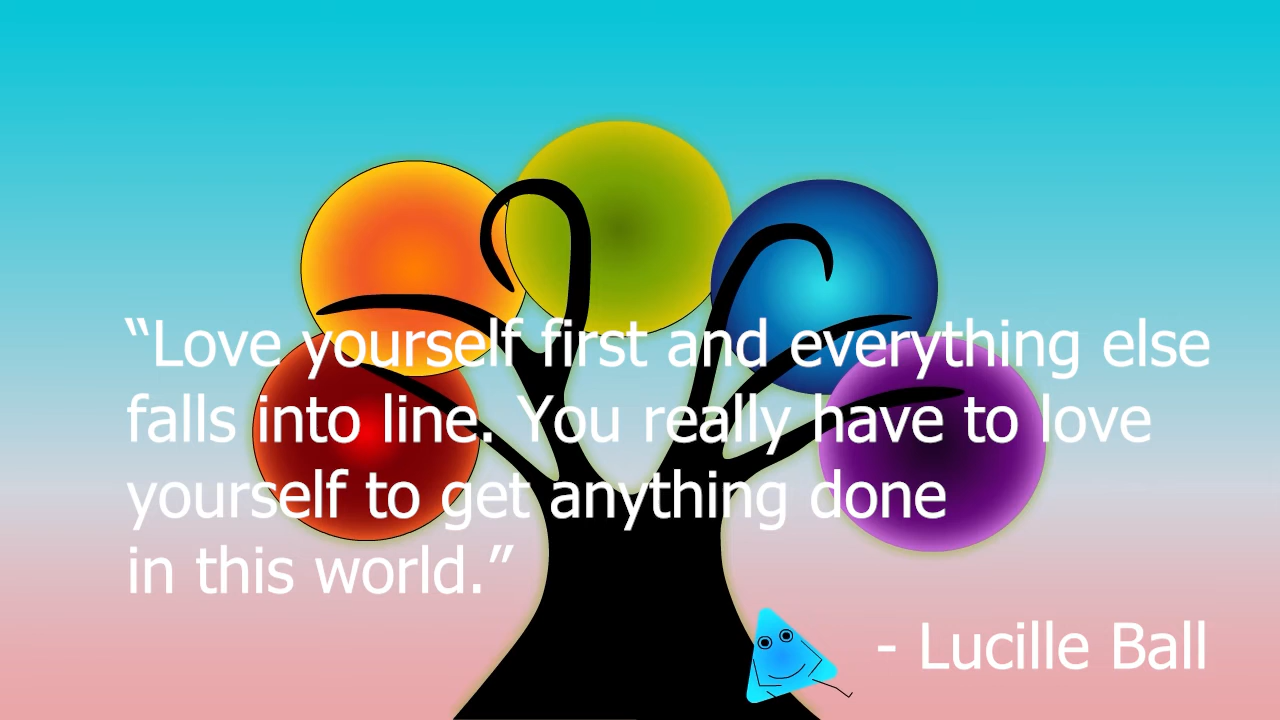 “Love yourself first and everything else
falls into line. You really have to love
yourself to get anything done
in this world.”
- Lucille Ball